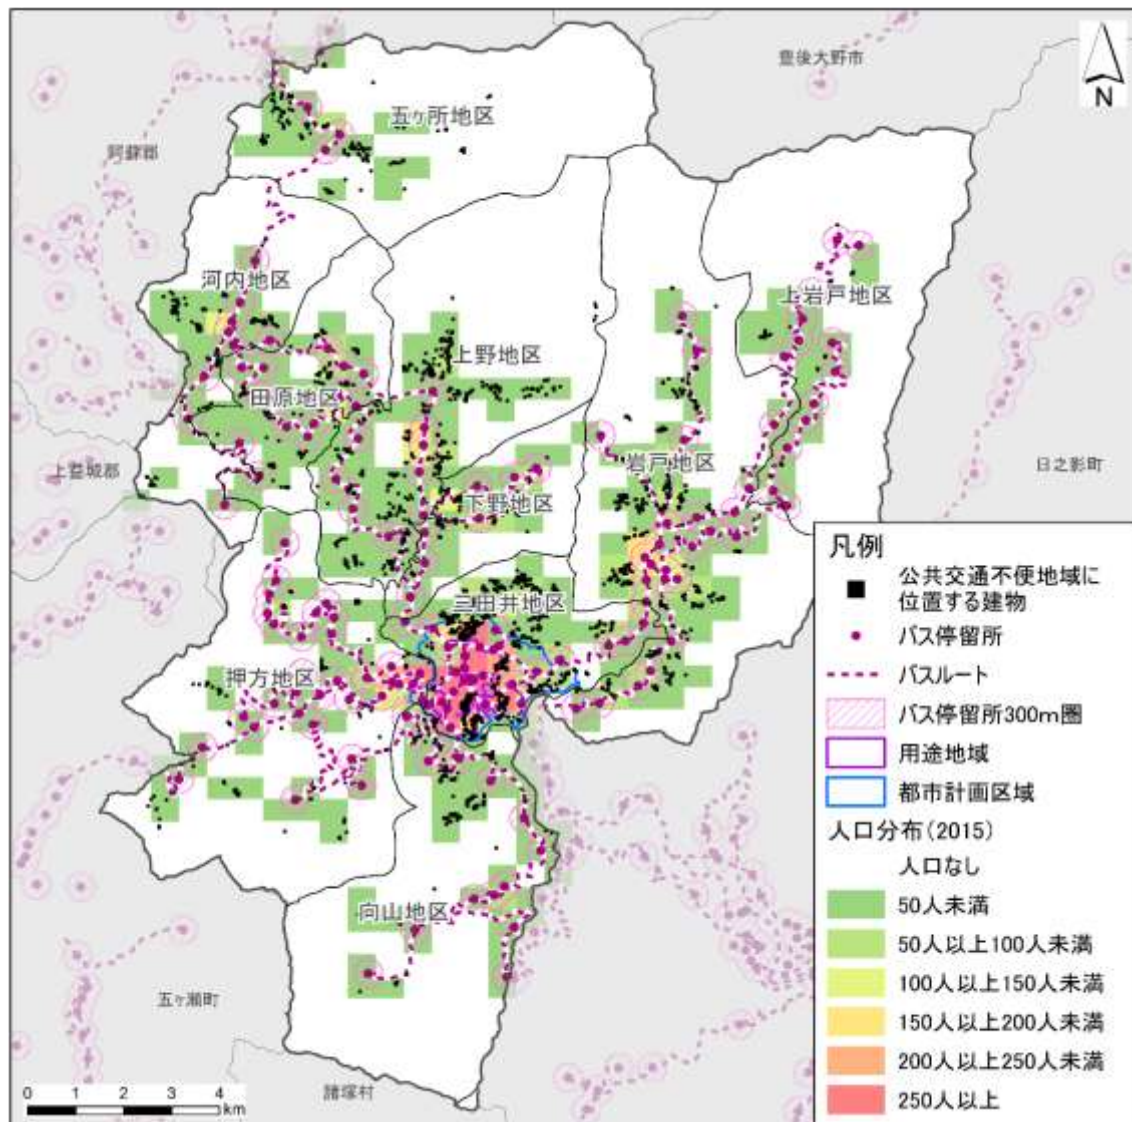 豊後大野市
N
五ヶ所地区
阿蘇郡
河内地区
上岩戸地区
上野地区
田原地区
上益城郡
岩戸地区
日之影町
下野地区
三田井地区
押方地区
向山地区
五ヶ瀬町
諸塚村
0 1 2 3 4
km
凡例
公共交通不便地域に
位置する建物
バス停留所
バスルート
バス停留所300m圏
用途地域
都市計画区域
人口分布(2015)
人口なし
50人未満
50人以上100人未満
100人以上150人未満
150人以上200人未満
200人以上250人未満
250人以上